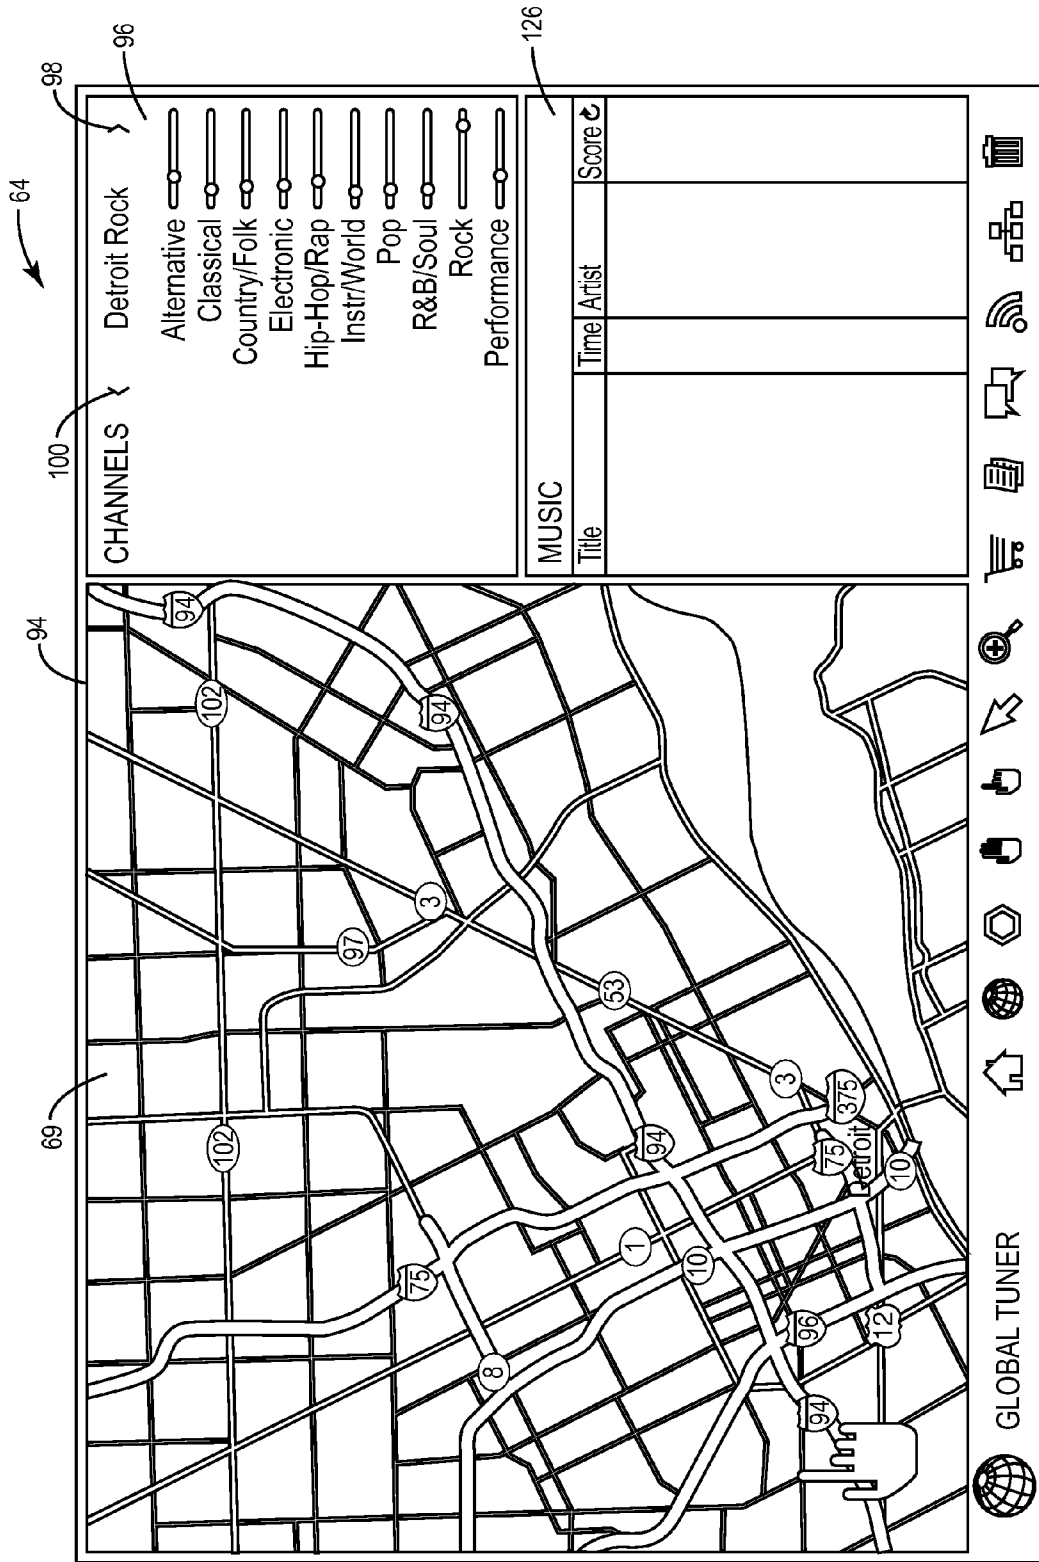 64
94
69
100
98
96
126
CHANNELS
Detroit Rock
Alternative
Classical
Country/Folk
Electronic
Hip-Hop/Rap
Instr/World
Pop
R&B/Soul
Rock
Performance
MUSIC
Title Time Artist Score
94
102
102
94
3
97
53
75
94
3
375
1
75
Detroit
10
10
8
96
12
94
GLOBAL TUNER